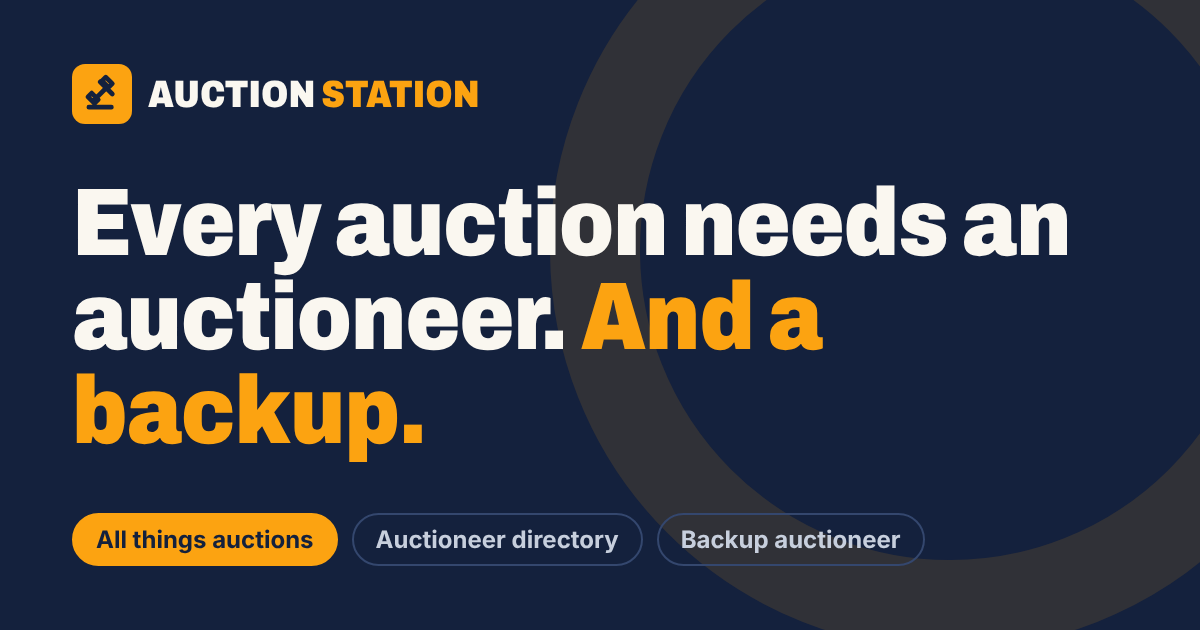 AUCTION STATION
Every auction needs an
auctioneer. And a
backup.
All things auctions
Auctioneer directory
Backup auctioneer